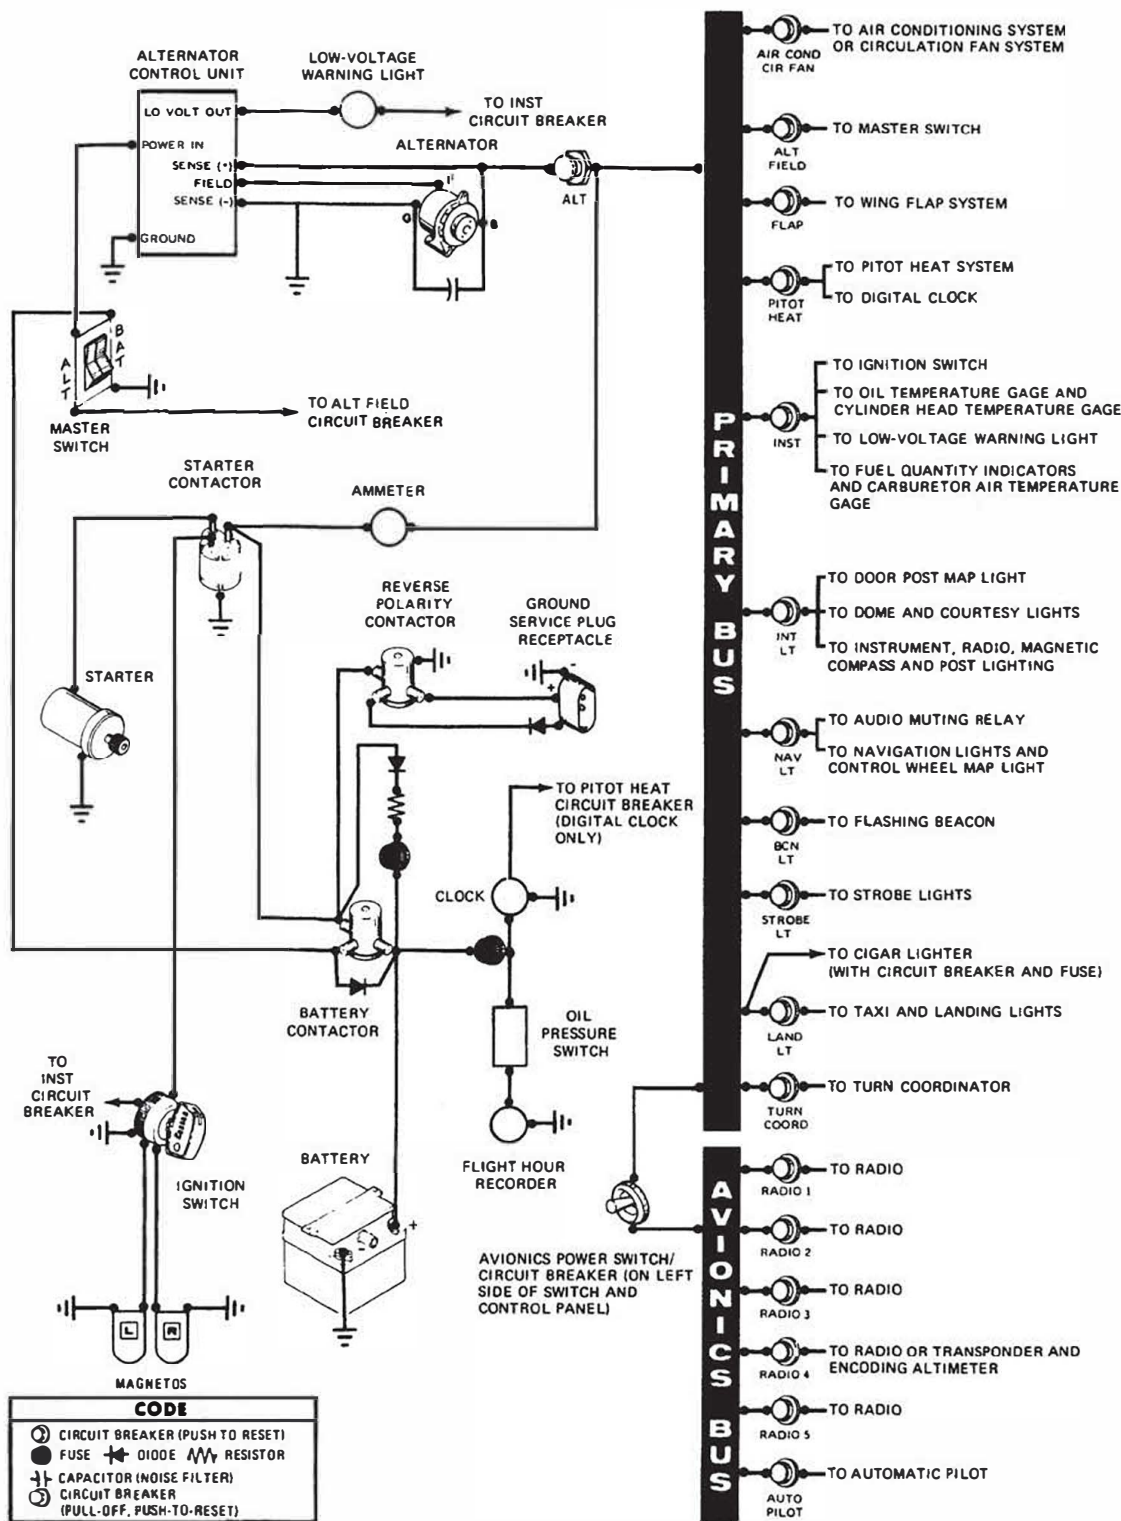 ALTERNATOR
CONTROL UNIT
LO VOLT OUT
POWER IN
SENSE (+)
FIELD
SENSE (-)
GROUND
LOW-VOLTAGE
WARNING LIGHT
TO INST
CIRCUIT BREAKER
ALTERNATOR
F
G
B
ALT
ALT
BAT
MASTER
SWITCH
TO ALT FIELD
CIRCUIT BREAKER
STARTER
CONTACTOR
AMMETER
REVERSE
POLARITY
CONTACTOR
GROUND
SERVICE PLUG
RECEPTACLE
-
+
STARTER
TO PITOT HEAT
CIRCUIT BREAKER
(DIGITAL CLOCK
ONLY)
CLOCK
BATTERY
CONTACTOR
OIL
PRESSURE
SWITCH
TO
INST
CIRCUIT
BREAKER
IGNITION
SWITCH
BATTERY
+
-
FLIGHT HOUR
RECORDER
L
R
MAGNETOS
AVIONICS POWER SWITCH/
CIRCUIT BREAKER (ON LEFT
SIDE OF SWITCH AND
CONTROL PANEL)
PRIMARY BUS
AIR COND
CIR FAN
TO AIR CONDITIONING SYSTEM
OR CIRCULATION FAN SYSTEM
ALT
FIELD
TO MASTER SWITCH
FLAP
TO WING FLAP SYSTEM
PITOT
HEAT
TO PITOT HEAT SYSTEM
TO DIGITAL CLOCK
INST
TO IGNITION SWITCH
TO OIL TEMPERATURE GAGE AND
CYLINDER HEAD TEMPERATURE GAGE
TO LOW-VOLTAGE WARNING LIGHT
TO FUEL QUANTITY INDICATORS
AND CARBURETOR AIR TEMPERATURE
GAGE
INT
LT
TO DOOR POST MAP LIGHT
TO DOME AND COURTESY LIGHTS
TO INSTRUMENT, RADIO, MAGNETIC
COMPASS AND POST LIGHTING
NAV
LT
TO AUDIO MUTING RELAY
TO NAVIGATION LIGHTS AND
CONTROL WHEEL MAP LIGHT
BCN
LT
TO FLASHING BEACON
STROBE
LT
TO STROBE LIGHTS
TO CIGAR LIGHTER
(WITH CIRCUIT BREAKER AND FUSE)
LAND
LT
TO TAXI AND LANDING LIGHTS
TURN
COORD
TO TURN COORDINATOR
AVIONICS BUS
RADIO 1
TO RADIO
RADIO 2
TO RADIO
RADIO 3
TO RADIO
RADIO 4
TO RADIO OR TRANSPONDER AND
ENCODING ALTIMETER
RADIO 5
TO RADIO
AUTO
PILOT
TO AUTOMATIC PILOT
CODE
CIRCUIT BREAKER (PUSH TO RESET)
FUSE DIODE RESISTOR
CAPACITOR (NOISE FILTER)
CIRCUIT BREAKER
(PULL-OFF, PUSH-TO-RESET)